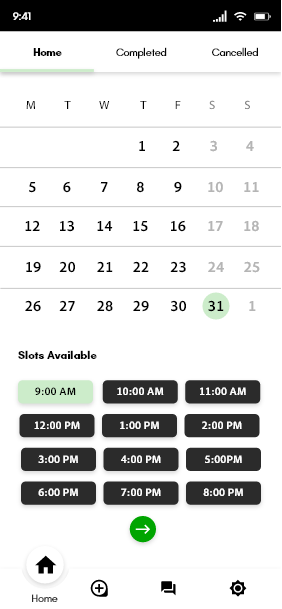 9:41
Home Completed Cancelled
M T W T F S S
1 2 3 4
5 6 7 8 9 10 11
12 13 14 15 16 17 18
19 20 21 22 23 24 25
26 27 28 29 30 31 1
Slots Available
9:00 AM 10:00 AM 11:00 AM
12:00 PM 1:00 PM 2:00 PM
3:00 PM 4:00 PM 5:00PM
6:00 PM 7:00 PM 8:00 PM
Home